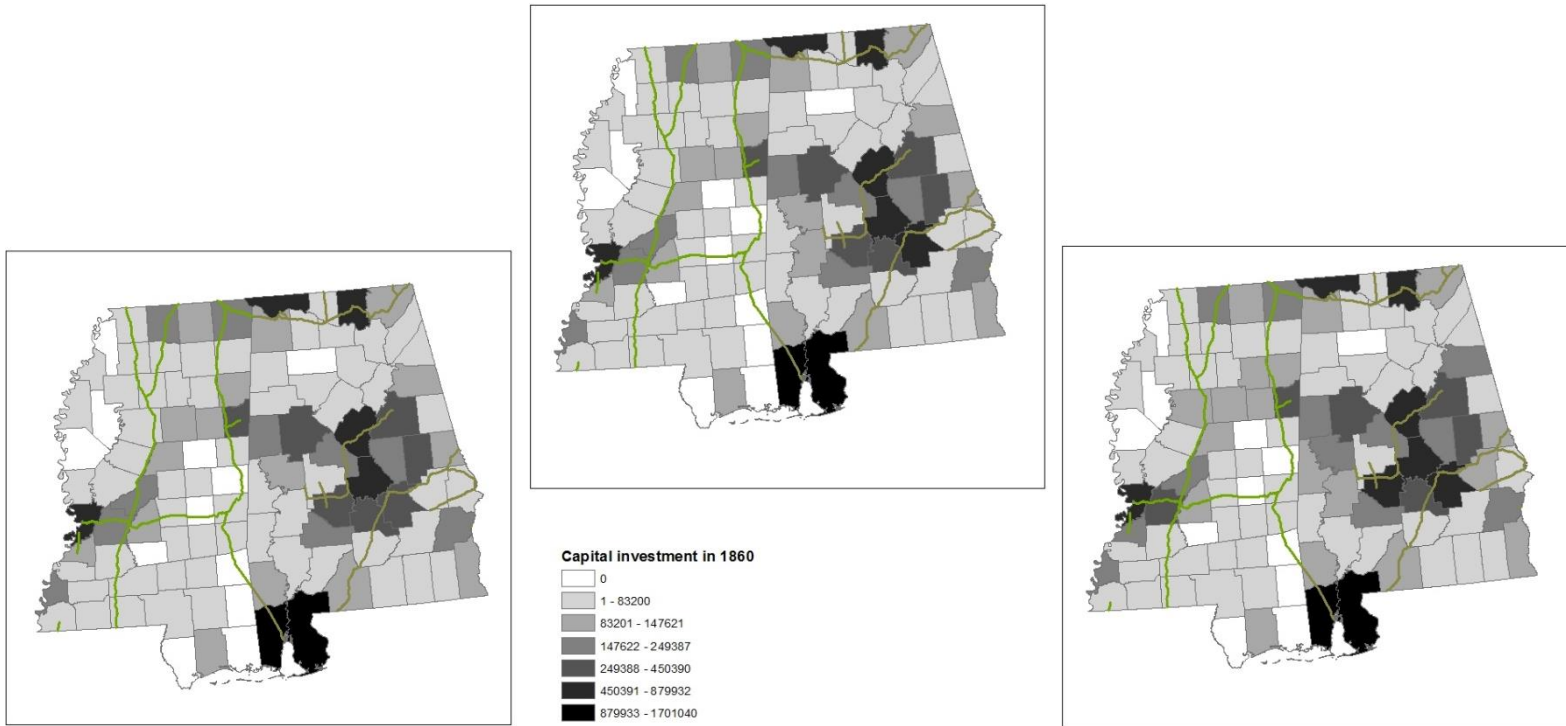 Capital investment in 1860
0
1 - 83200
83201 - 147621
147622 - 249387
249388 - 450390
450391 - 879932
879933 - 1701040